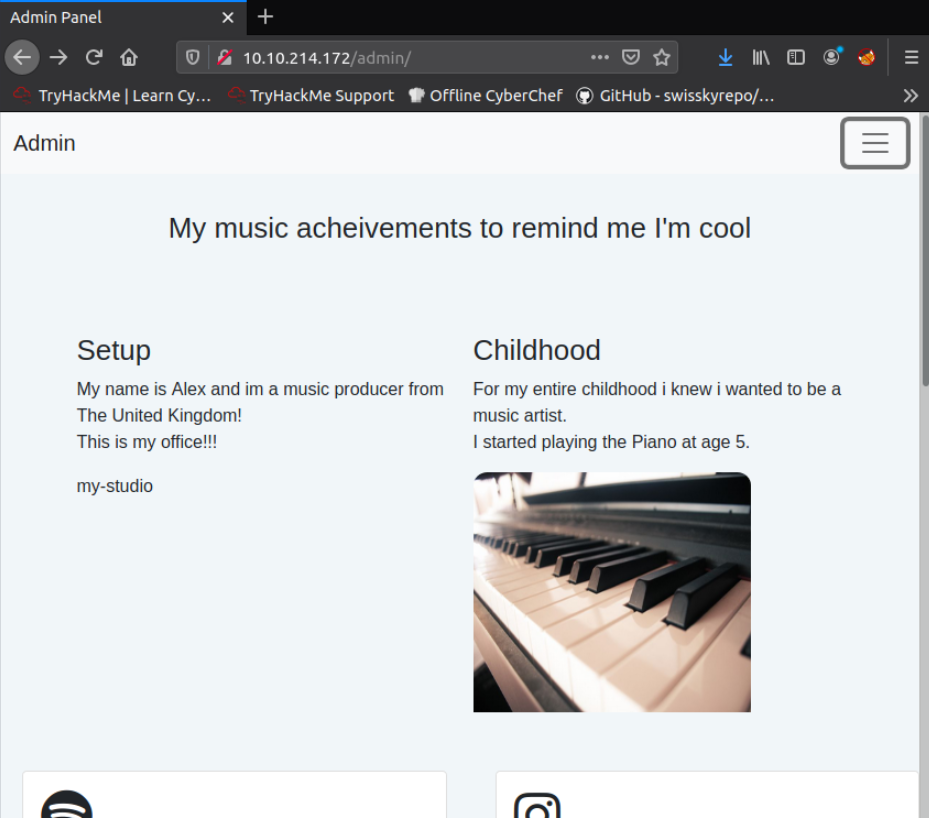 Admin Panel
10.10.214.172/admin/
TryHackMe | Learn Cy... TryHackMe Support Offline CyberChef GitHub - swisskyrepo/...
Admin
My music acheivements to remind me I'm cool
Setup
My name is Alex and im a music producer from
The United Kingdom!
This is my office!!!
my-studio
Childhood
For my entire childhood i knew i wanted to be a
music artist.
I started playing the Piano at age 5.